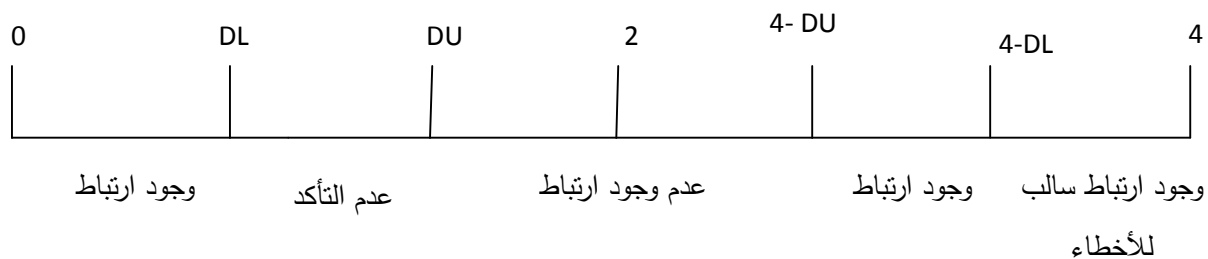 0 DL DU 2 4- DU 4-DL 4
وجود ارتباط عدم التأكد عدم وجود ارتباط وجود ارتباط وجود ارتباط سالب
للأخطاء